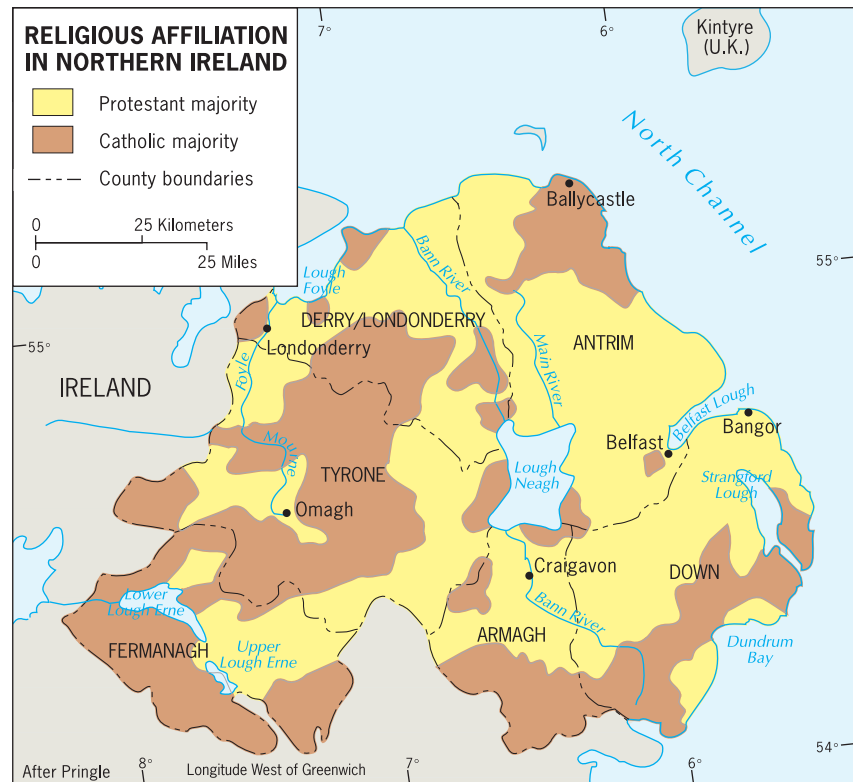 RELIGIOUS AFFILIATION
IN NORTHERN IRELAND
Protestant majority
Catholic majority
County boundaries
0 25 Kilometers
0 25 Miles
7°
6°
Kintyre
(U.K.)
North Channel
Ballycastle
55°
Lough
Foyle
Bann River
DERRY/LONDONDERRY
Londonderry
55°
Main River
ANTRIM
IRELAND
Foyle
Belfast Lough
Bangor
Belfast
Mourne
TYRONE
Lough
Neagh
Strangford
Lough
Omagh
Craigavon
DOWN
Lower
Lough Erne
Bann River
FERMANAGH
Upper
Lough Erne
ARMAGH
Dundrum
Bay
54°
After Pringle
8°
Longitude West of Greenwich
7°
6°